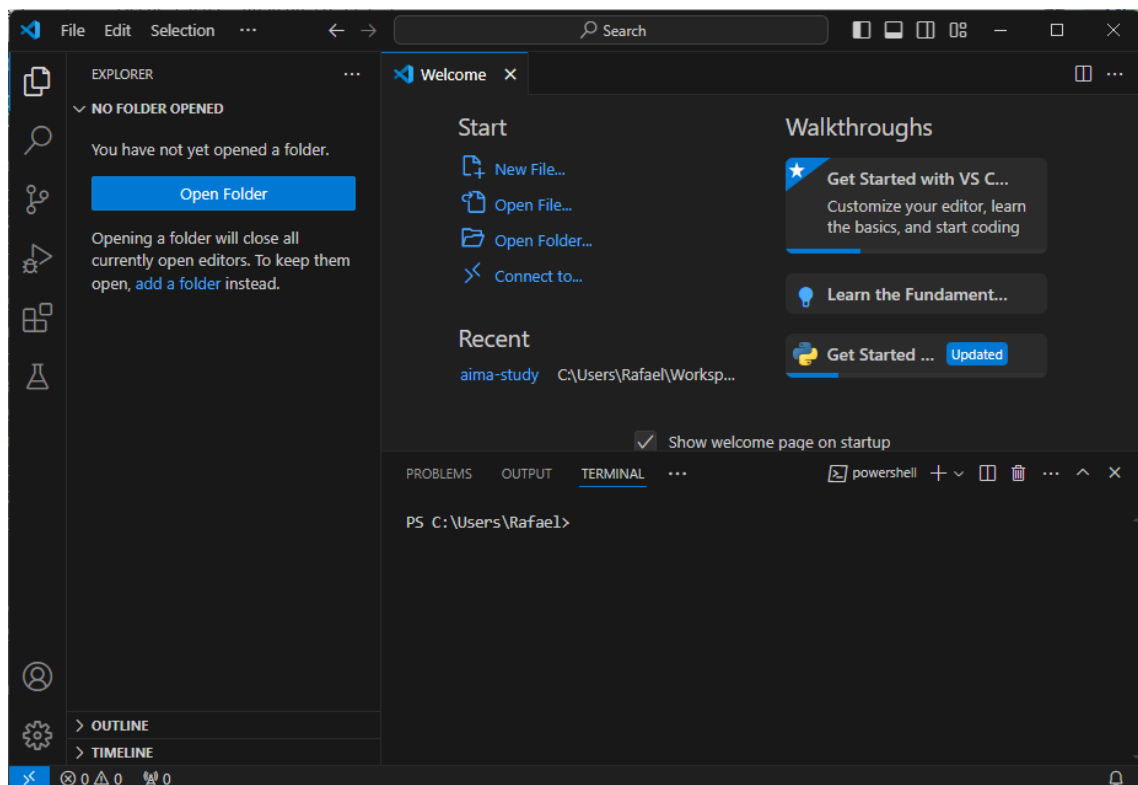 File Edit Selection ··· Search
EXPLORER ···
NO FOLDER OPENED
You have not yet opened a folder.
Open Folder
Opening a folder will close all
currently open editors. To keep them
open, add a folder instead.
OUTLINE
TIMELINE
Welcome
Start
New File...
Open File...
Open Folder...
Connect to...
Recent
aima-study C:\Users\Rafael\Worksp...
Walkthroughs
Get Started with VS C...
Customize your editor, learn
the basics, and start coding
Learn the Fundament...
Get Started ... Updated
Show welcome page on startup
PROBLEMS OUTPUT TERMINAL ··· powershell
PS C:\Users\Rafael>
0 0 0